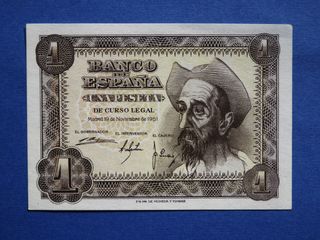 1 1
BANCO
DE
ESPAÑA
UNA PESETA
DE CURSO LEGAL
Madrid 19 de Noviembre de 1951
EL GOBERNADOR EL INTERVENTOR EL CAJERO
1 1